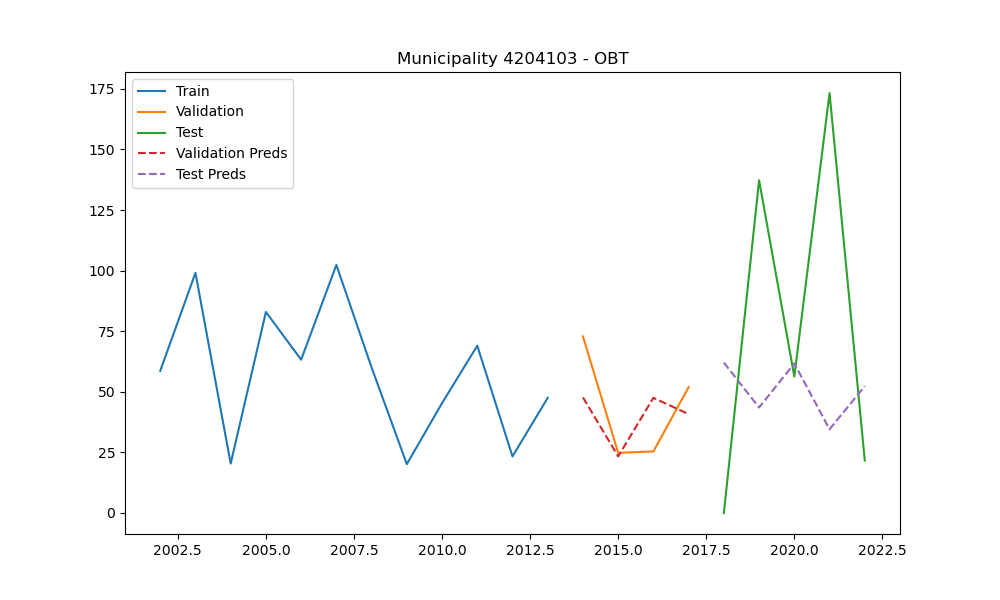 Municipality 4204103 - OBT
Train
Validation
Test
Validation Preds
Test Preds
175
150
125
100
75
50
25
0
2002.5 2005.0 2007.5 2010.0 2012.5 2015.0 2017.5 2020.0 2022.5